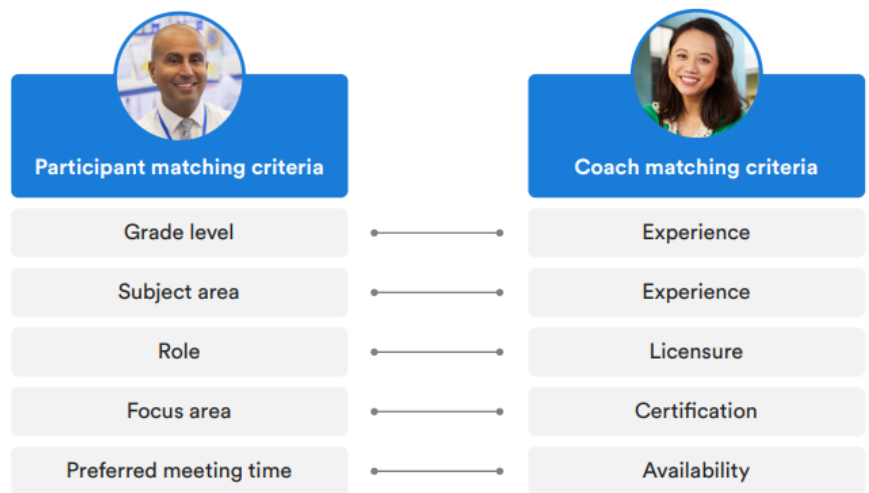 Participant matching criteria
Coach matching criteria
Grade level
Experience
Subject area
Experience
Role
Licensure
Focus area
Certification
Preferred meeting time
Availability